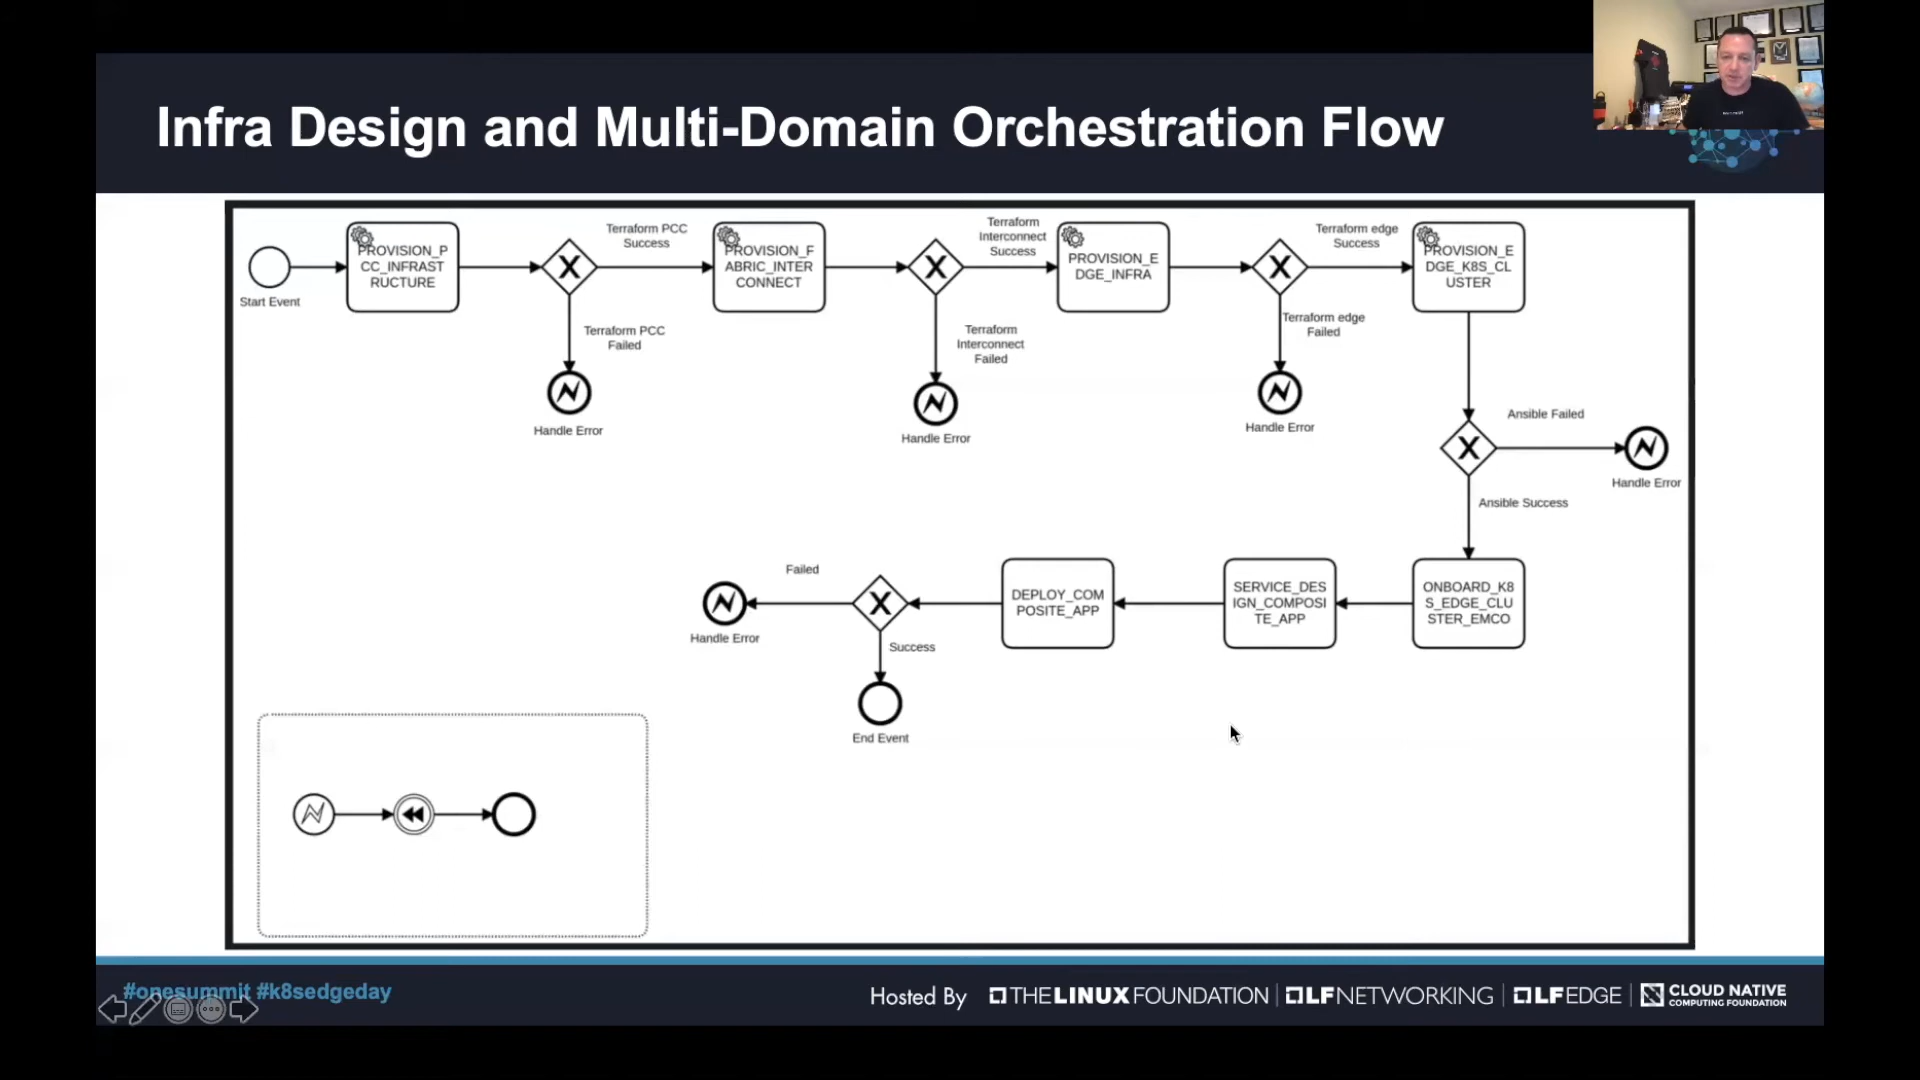 Infra Design and Multi-Domain Orchestration Flow
Start Event
PROVISION_P
CC_INFRAST
RUCTURE
Terraform PCC
Success
Terraform PCC
Failed
Handle Error
PROVISION_F
ABRIC_INTER
CONNECT
Terraform
Interconnect
Success
Terraform
Interconnect
Failed
Handle Error
PROVISION_E
DGE_INFRA
Terraform edge
Success
Terraform edge
Failed
Handle Error
PROVISION_E
DGE_K8S_CL
USTER
Ansible Failed
Handle Error
Ansible Success
ONBOARD_K8
S_EDGE_CLU
STER_EMCO
SERVICE_DES
IGN_COMPOSI
TE_APP
DEPLOY_COM
POSITE_APP
Failed
Handle Error
Success
End Event
#onesummit #k8sedgeday
Hosted By
THE LINUX FOUNDATION
LFNETWORKING
LFEDGE
CLOUD NATIVE
COMPUTING FOUNDATION